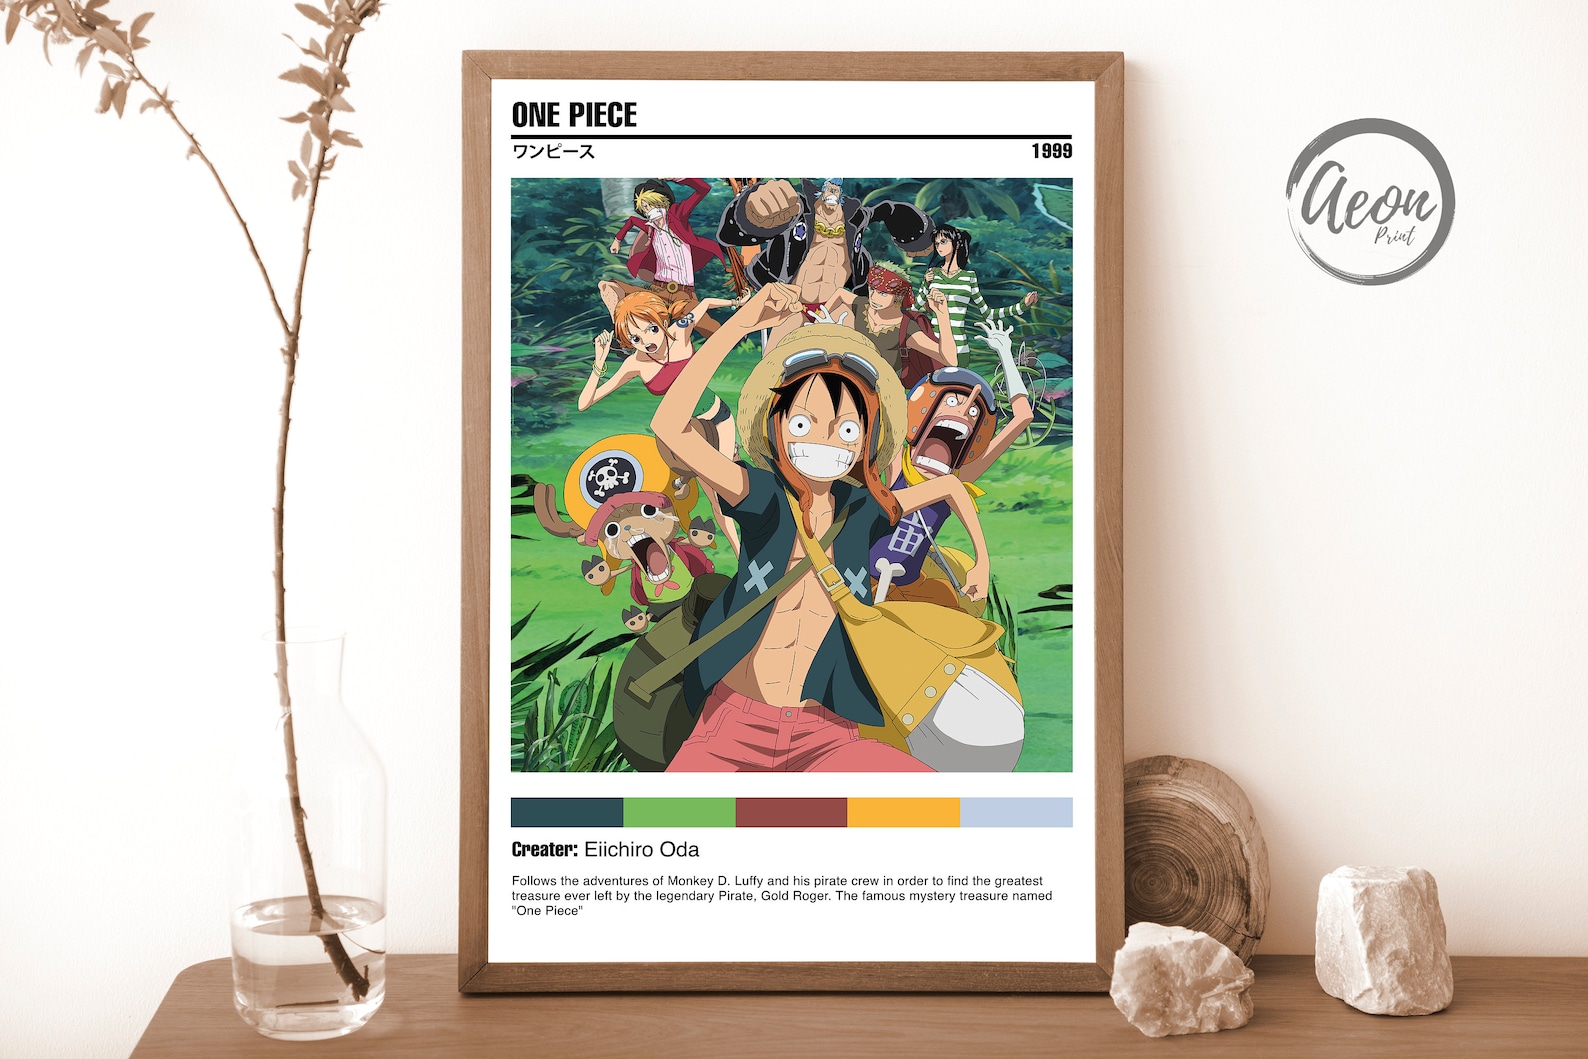 ONE PIECE
ワンピース
1999
宙
Creater: Eiichiro Oda
Follows the adventures of Monkey D. Luffy and his pirate crew in order to find the greatest
treasure ever left by the legendary Pirate, Gold Roger. The famous mystery treasure named
"One Piece"
Aeon
Print